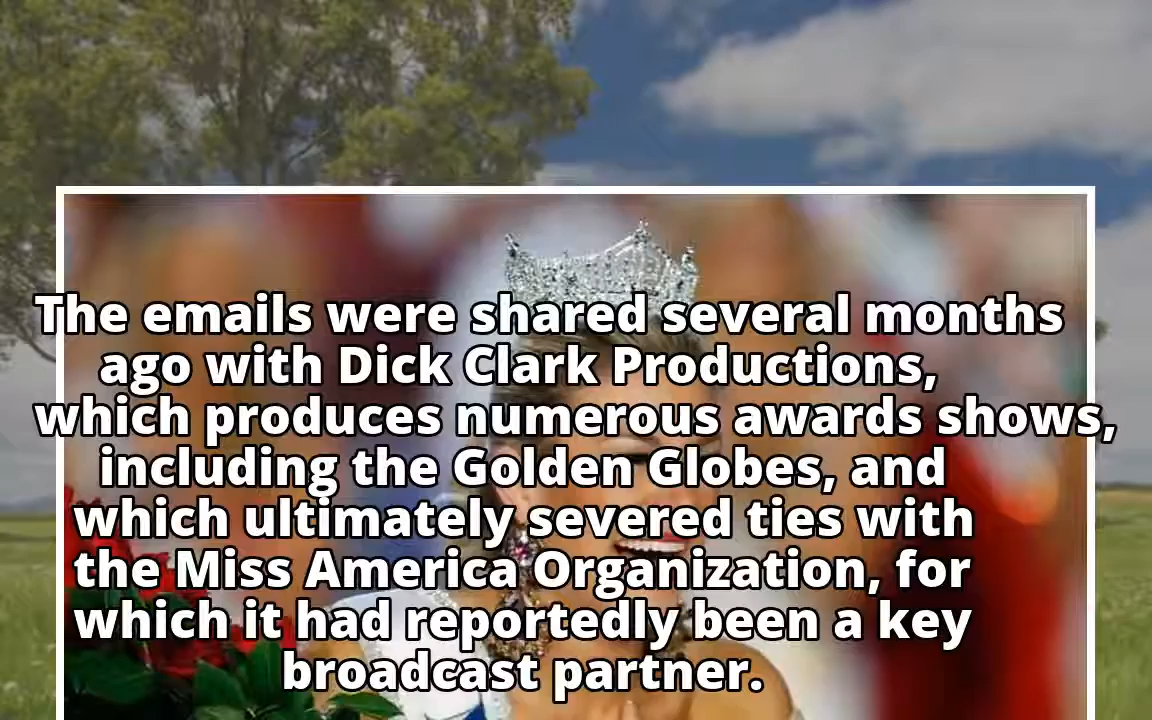 The emails were shared several months
ago with Dick Clark Productions,
which produces numerous awards shows,
including the Golden Globes, and
which ultimately severed ties with
the Miss America Organization, for
which it had reportedly been a key
broadcast partner.